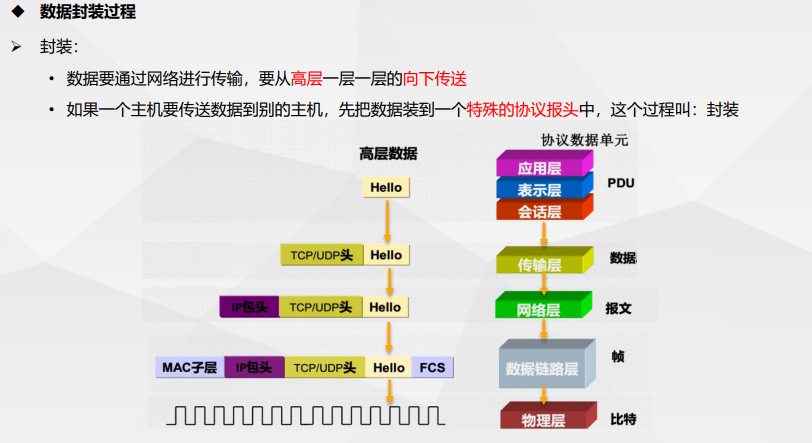 ◆ 数据封装过程
➢ 封装：
• 数据要通过网络进行传输，要从高层一层一层的向下传送
• 如果一个主机要传送数据到别的主机，先把数据装到一个特殊的协议报头中，这个过程叫：封装
高层数据
协议数据单元
Hello
应用层
表示层
会话层
PDU
TCP/UDP头 Hello
传输层
数据
IP包头 TCP/UDP头 Hello
网络层
报文
MAC子层 IP包头 TCP/UDP头 Hello FCS
数据链路层
帧
物理层
比特